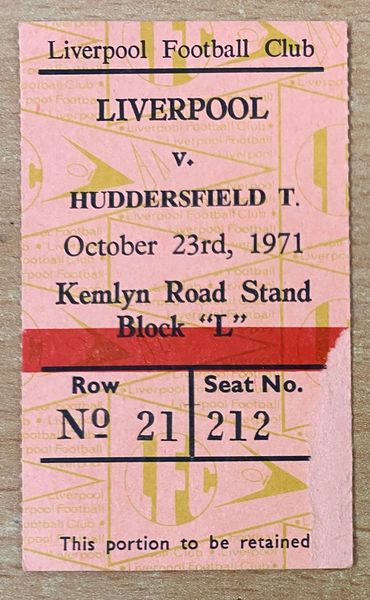 Liverpool Football Club
LIVERPOOL
v.
HUDDERSFIELD T.
October 23rd, 1971
Kemlyn Road Stand
Block "L"
Row
Seat No.
Nº 21
212
This portion to be retained